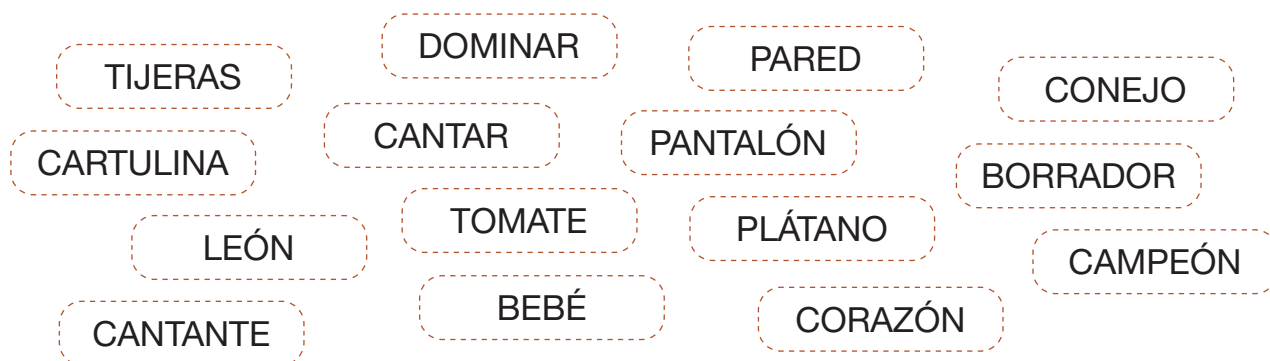 DOMINAR
PARED
TIJERAS
CONEJO
CANTAR
PANTALÓN
CARTULINA
BORRADOR
TOMATE
PLÁTANO
LEÓN
CAMPEÓN
BEBÉ
CORAZÓN
CANTANTE